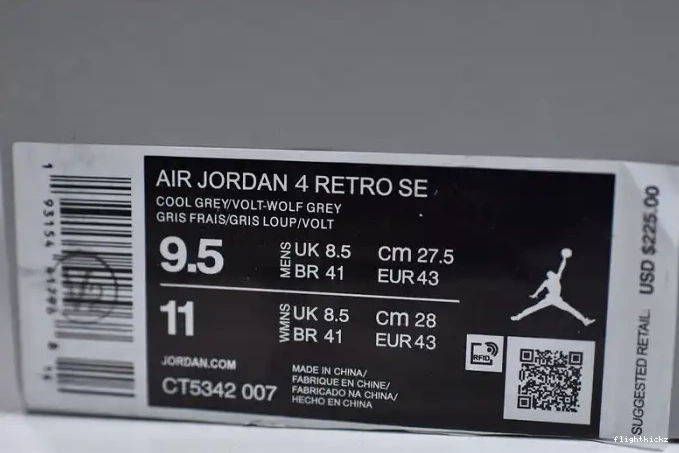 AIR JORDAN 4 RETRO SE
COOL GREY/VOLT-WOLF GREY
GRIS FRAIS/GRIS LOUP/VOLT
9.5
MENS
UK 8.5
CM 27.5
BR 41
EUR 43
11
WMNS
UK 8.5
CM 28
BR 41
EUR 43
JORDAN.COM
CT5342 007
MADE IN CHINA/
FABRIQUE EN CHINE/
FABRICADO NA CHINA/
HECHO EN CHINA
RFID
SUGGESTED RETAIL: USD $225.00
1 93154
flightkickz